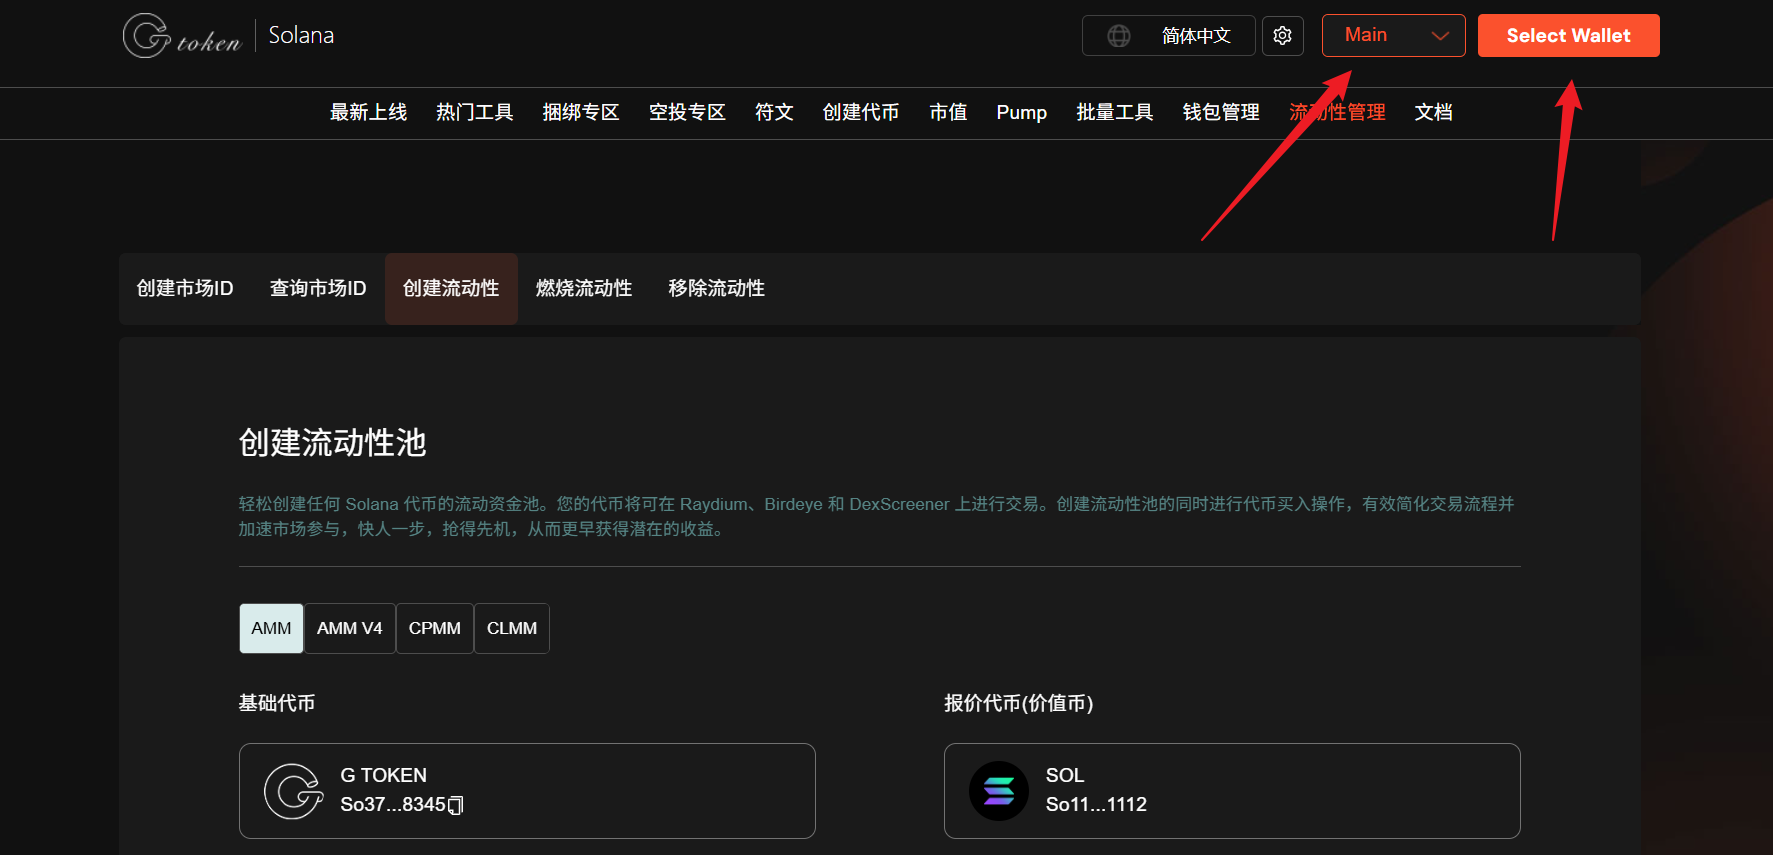 G token | Solana
简体中文
Main
Select Wallet
最新上线 热门工具 捆绑专区 空投专区 符文 创建代币 市值 Pump 批量工具 钱包管理 流动性管理 文档
创建市场ID 查询市场ID 创建流动性 燃烧流动性 移除流动性
创建流动性池
轻松创建任何 Solana 代币的流动资金池。您的代币将可在 Raydium、Birdeye 和 DexScreener 上进行交易。创建流动性池的同时进行代币买入操作，有效简化交易流程并
加速市场参与，快人一步，抢得先机，从而更早获得潜在的收益。
AMM AMM V4 CPMM CLMM
基础代币
G TOKEN
So37...8345
报价代币(价值币)
SOL
So11...1112